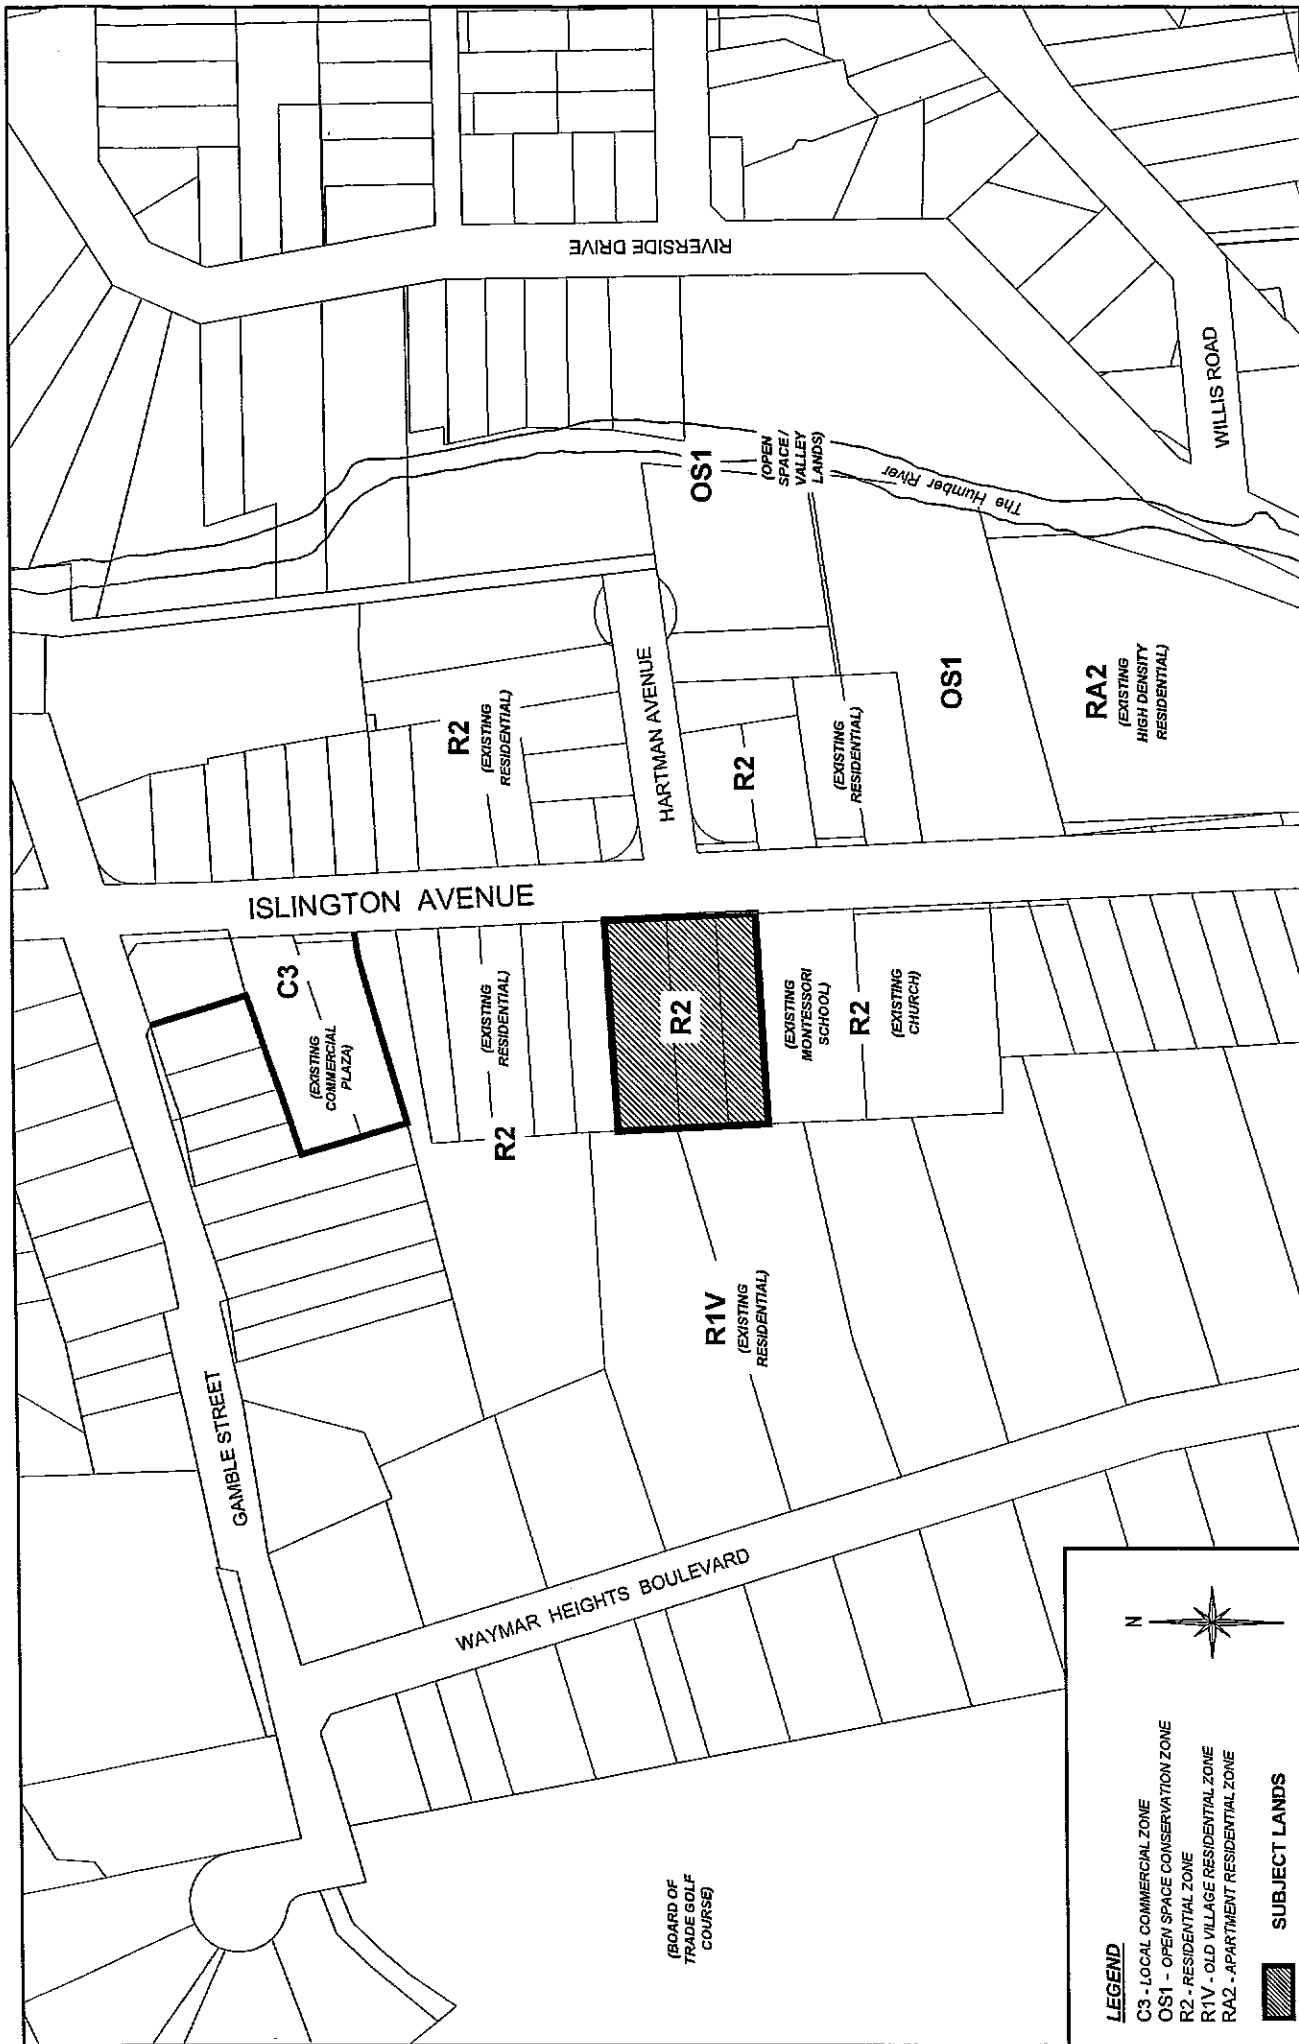 GAMBLE STREET
WAYMAR HEIGHTS BOULEVARD
(BOARD OF
TRADE GOLF
COURSE)
C3
(EXISTING
COMMERCIAL
PLAZA)
R2
(EXISTING
RESIDENTIAL)
R1V
(EXISTING
RESIDENTIAL)
R2
(EXISTING
MONTESSORI
SCHOOL)
R2
(EXISTING
CHURCH)
ISLINGTON AVENUE
R2
(EXISTING
RESIDENTIAL)
HARTMAN AVENUE
R2
(EXISTING
RESIDENTIAL)
OS1
RA2
(EXISTING
HIGH DENSITY
RESIDENTIAL)
OS1
(OPEN
SPACE /
VALLEY
LANDS)
The Humber River
RIVERSIDE DRIVE
WILLIS ROAD
LEGEND
C3 - LOCAL COMMERCIAL ZONE
OS1 - OPEN SPACE CONSERVATION ZONE
R2 - RESIDENTIAL ZONE
R1V - OLD VILLAGE RESIDENTIAL ZONE
RA2 - APARTMENT RESIDENTIAL ZONE
SUBJECT LANDS
N